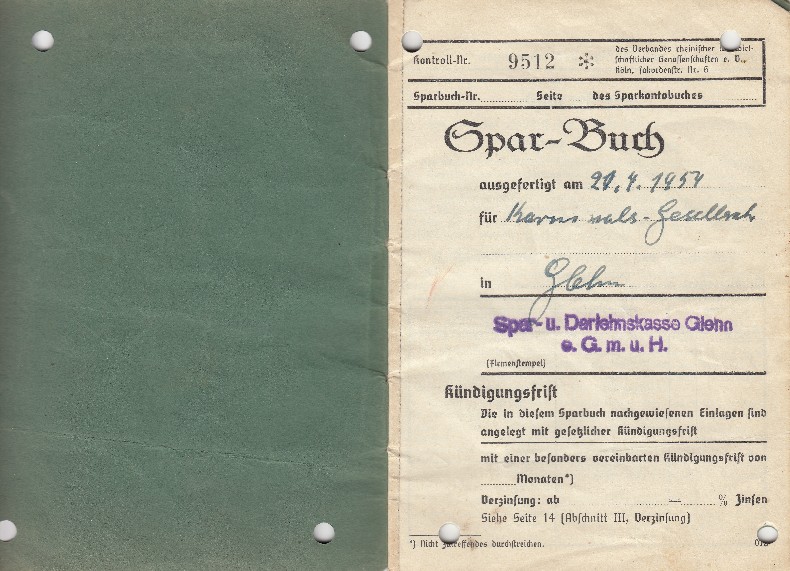 Kontroll-Nr. 9512 *
des Verbandes rheinischer
schaftlicher Genossenschaften e. V.,
Köln, Jakordenstr. Nr. 6
Sparbuch-Nr. Seite des Sparkontobuches
Spar-Buch
ausgefertigt am 4. 1954
für Karnevals-Gesellsch
in Glehn
Spar- u. Darlehnskasse Glehn
e. G. m. u. H.
(Firmenstempel)
Kündigungsfrist
Die in diesem Sparbuch nachgewiesenen Einlagen sind
angelegt mit gesetzlicher Kündigungsfrist
mit einer besonders vereinbarten Kündigungsfrist von
Monaten*)
Verzinsung: ab — % Zinsen
Siehe Seite 14 (Abschnitt III, Verzinsung)
*) Nicht Zutreffendes durchstreichen.